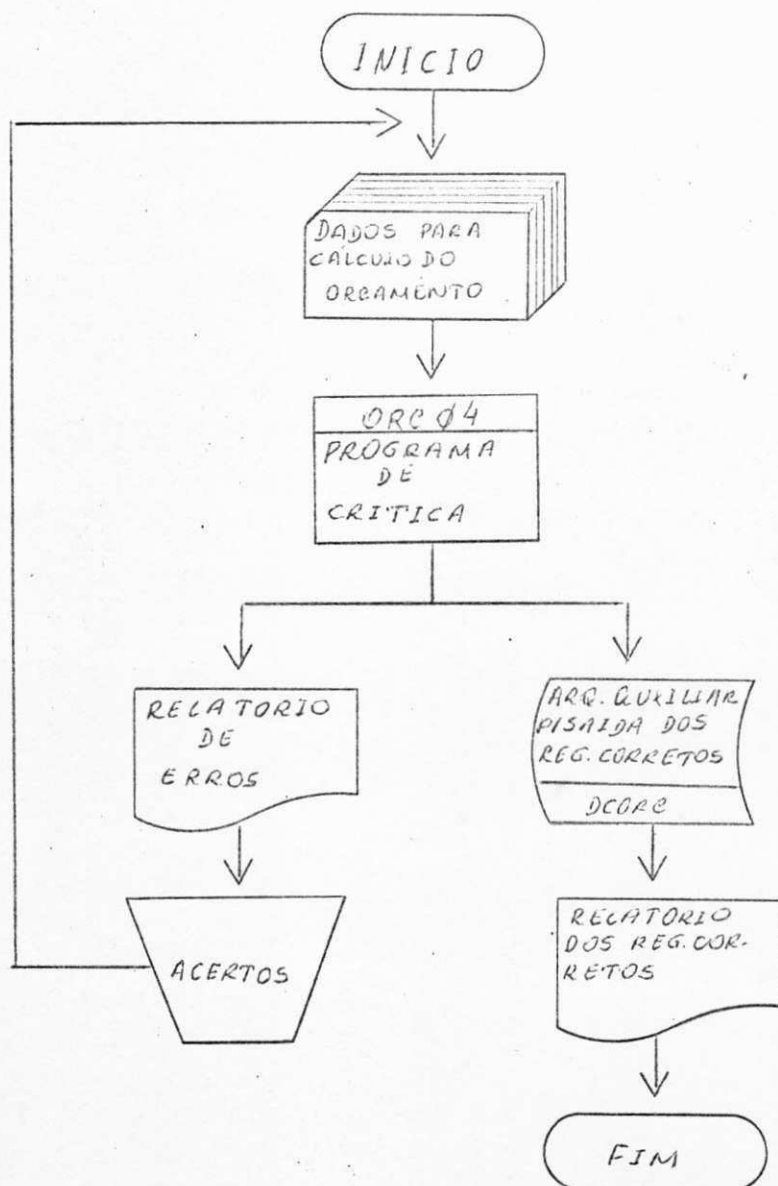 INICIO
DADOS PARA
CÁLCULO DO
ORCAMENTO
ORC Ø4
PROGRAMA
DE
CRITICA
RELATORIO
DE
ERROS
ARQ. AUXILIAR
P/SAIDA DOS
REG. CORRETOS
DCORC
ACERTOS
RELATORIO
DOS REG. COR-
RETOS
FIM